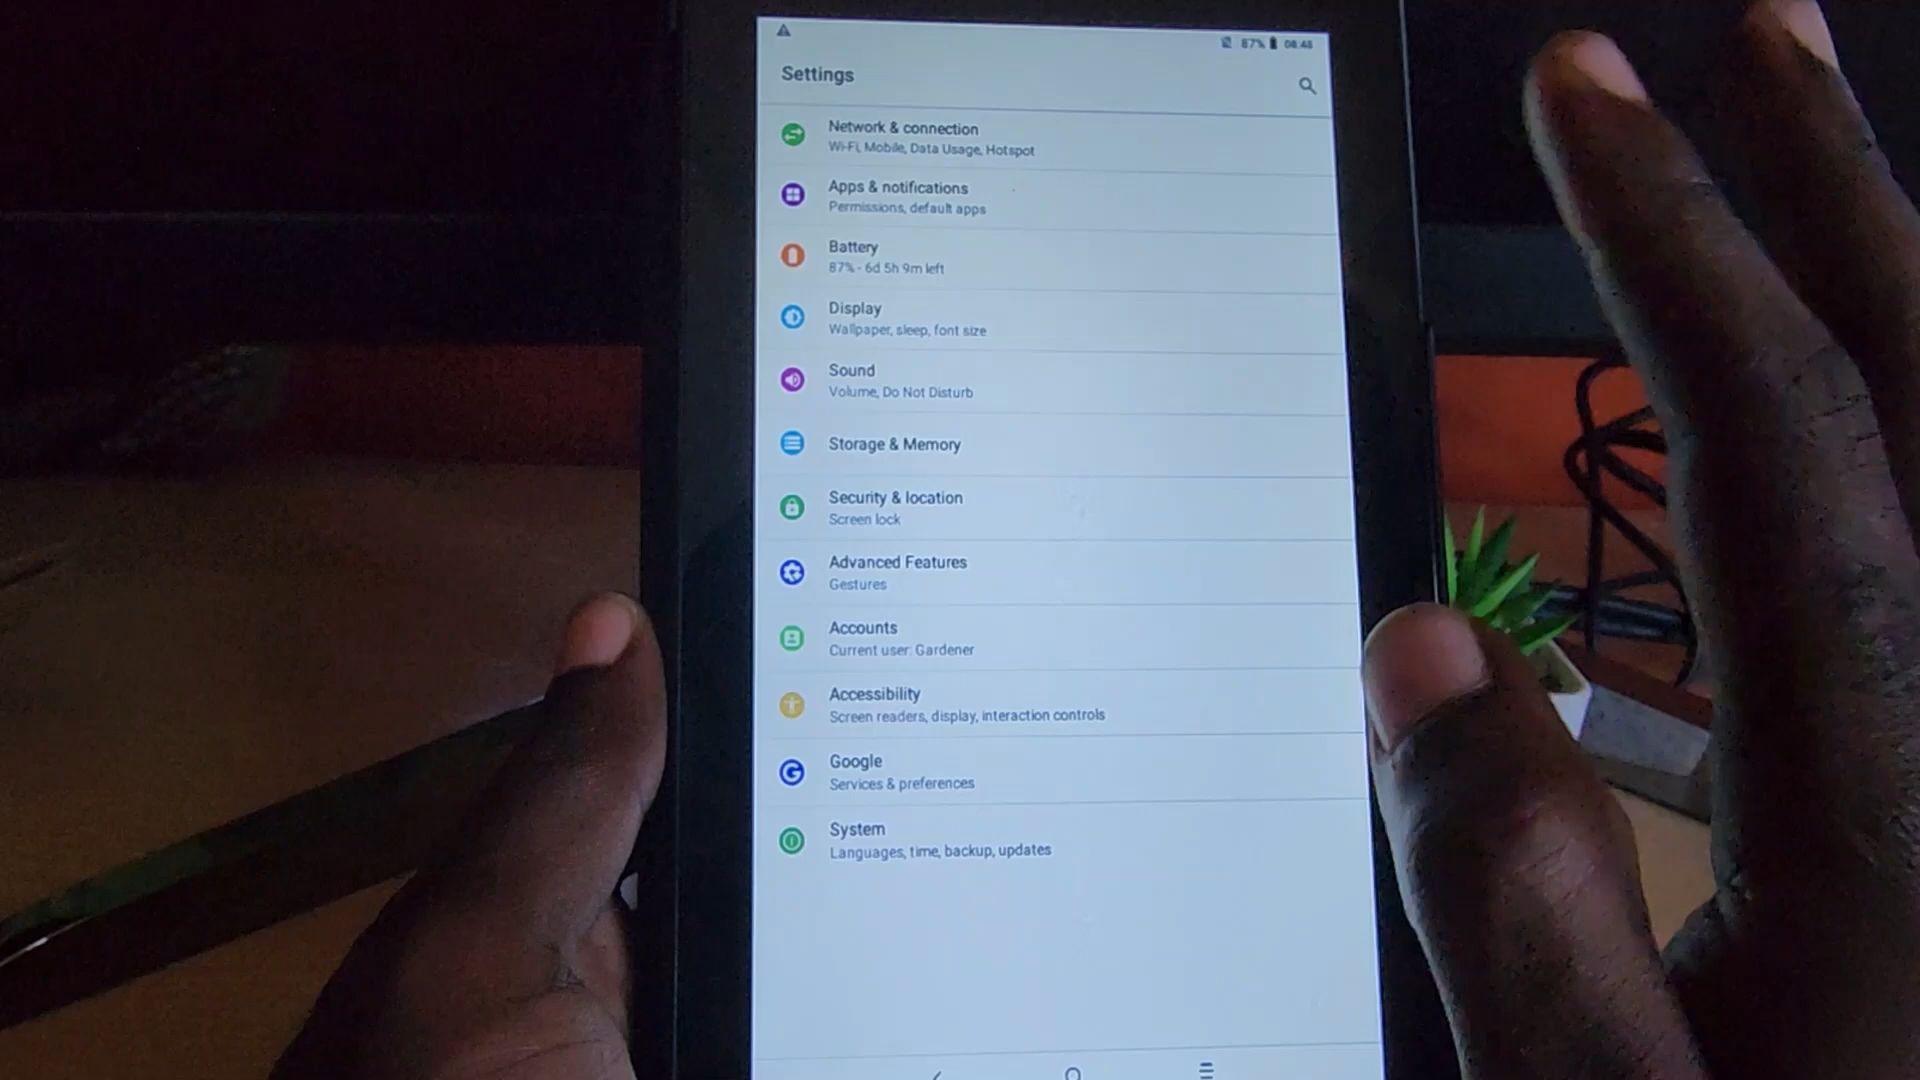 87% 08:48
Settings
Network & connection
Wi-Fi, Mobile, Data Usage, Hotspot
Apps & notifications
Permissions, default apps
Battery
87% - 6d 5h 9m left
Display
Wallpaper, sleep, font size
Sound
Volume, Do Not Disturb
Storage & Memory
Security & location
Screen lock
Advanced Features
Gestures
Accounts
Current user: Gardener
Accessibility
Screen readers, display, interaction controls
Google
Services & preferences
System
Languages, time, backup, updates